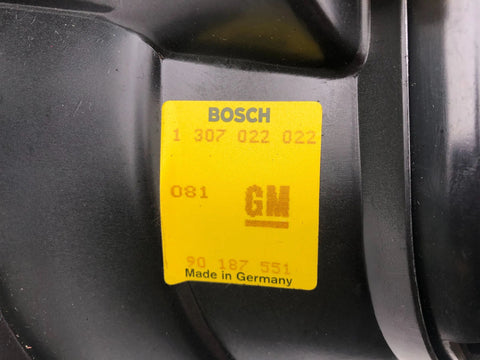 BOSCH
1 307 022 022
081 GM
90 187 551
Made in Germany